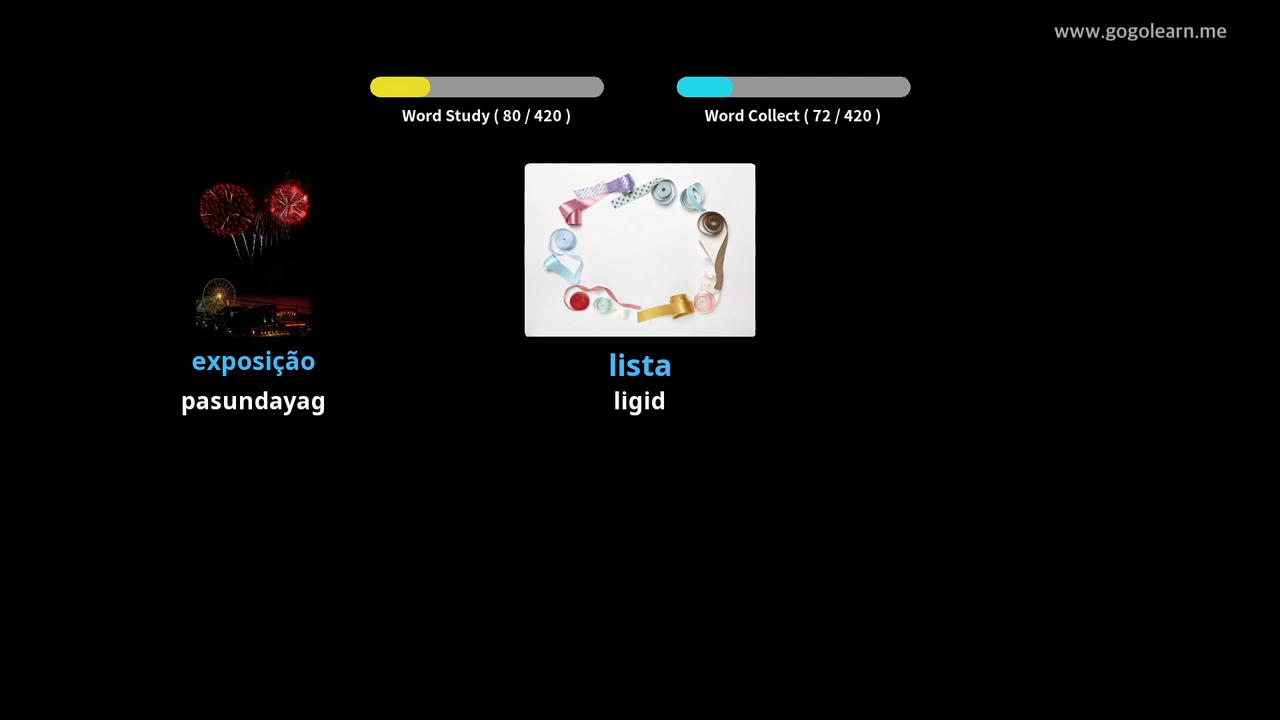 www.gogolearn.me
Word Study ( 80 / 420 )
Word Collect ( 72 / 420 )
exposição
pasundayag
lista
ligid